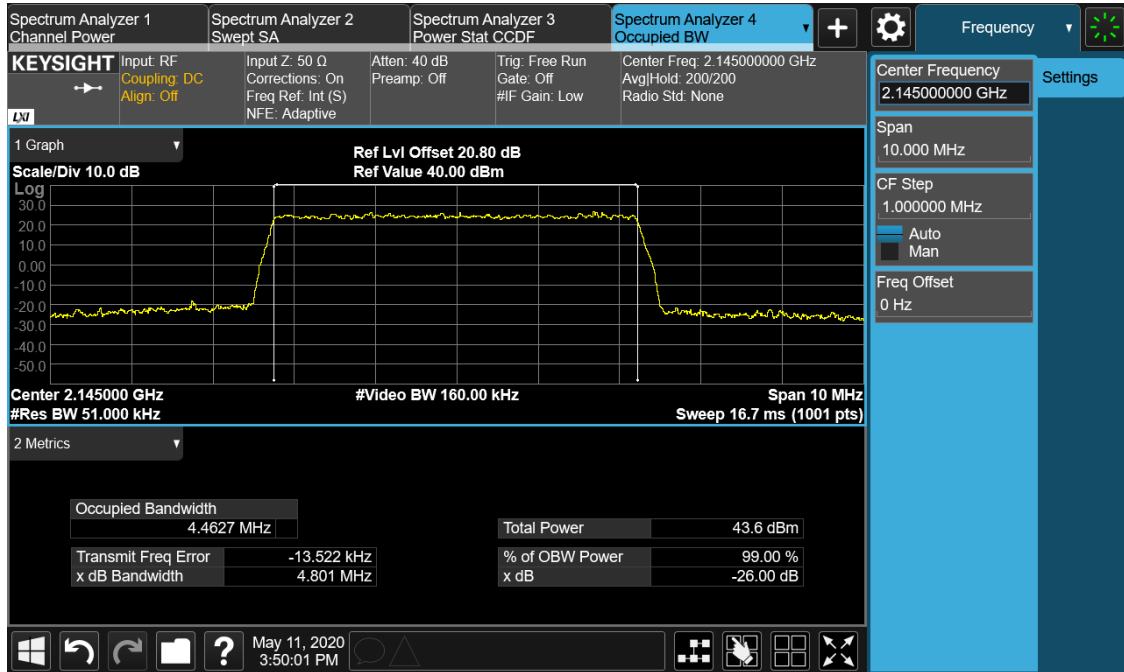 Spectrum Analyzer 1
Channel Power
Spectrum Analyzer 2
Swept SA
Spectrum Analyzer 3
Power Stat CCDF
Spectrum Analyzer 4
Occupied BW
Frequency
KEYSIGHT
LXI
Input: RF
Coupling: DC
Align: Off
Input Z: 50 Ω
Corrections: On
Freq Ref: Int (S)
NFE: Adaptive
Atten: 40 dB
Preamp: Off
Trig: Free Run
Gate: Off
#IF Gain: Low
Center Freq: 2.145000000 GHz
Avg|Hold: 200/200
Radio Std: None
Center Frequency
2.145000000 GHz
Settings
Span
10.000 MHz
CF Step
1.000000 MHz
Auto
Man
Freq Offset
0 Hz
1 Graph
Scale/Div 10.0 dB
Ref Lvl Offset 20.80 dB
Ref Value 40.00 dBm
Log
30.0
20.0
10.0
0.00
-10.0
-20.0
-30.0
-40.0
-50.0
Center 2.145000 GHz
#Res BW 51.000 kHz
#Video BW 160.00 kHz
Span 10 MHz
Sweep 16.7 ms (1001 pts)
2 Metrics
Occupied Bandwidth
4.4627 MHz
Transmit Freq Error -13.522 kHz
x dB Bandwidth 4.801 MHz
Total Power 43.6 dBm
% of OBW Power 99.00 %
x dB -26.00 dB
?
May 11, 2020
3:50:01 PM